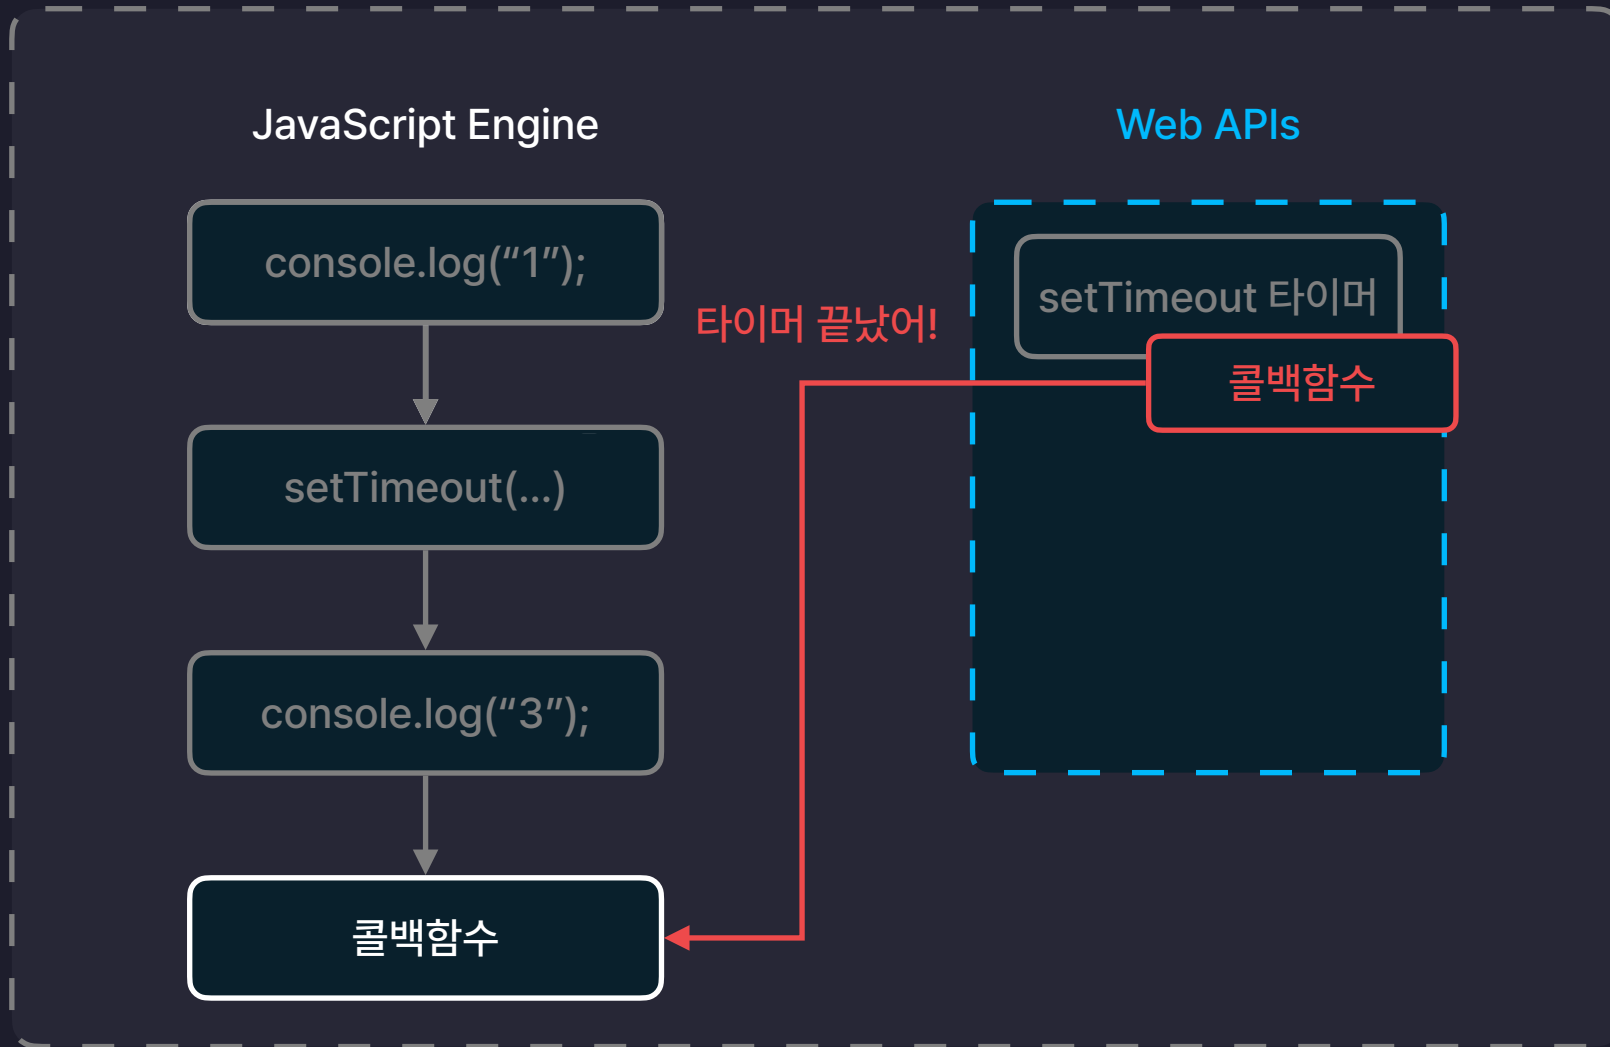 JavaScript Engine
console.log(“1”);
setTimeout(...)
console.log(“3”);
콜백함수
타이머 끝났어!
Web APIs
setTimeout 타이머
콜백함수